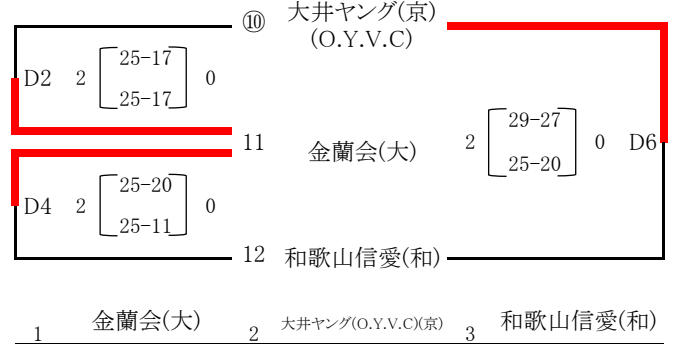 ⑩ 大井ヤング(京)
(O.Y.V.C)
D2 2 25-17 0
25-17
11 金蘭会(大) 2 29-27 0 D6
25-20
D4 2 25-20 0
25-11
12 和歌山信愛(和)
1 金蘭会(大) 2 大井ヤング(O.Y.V.C)(京) 3 和歌山信愛(和)